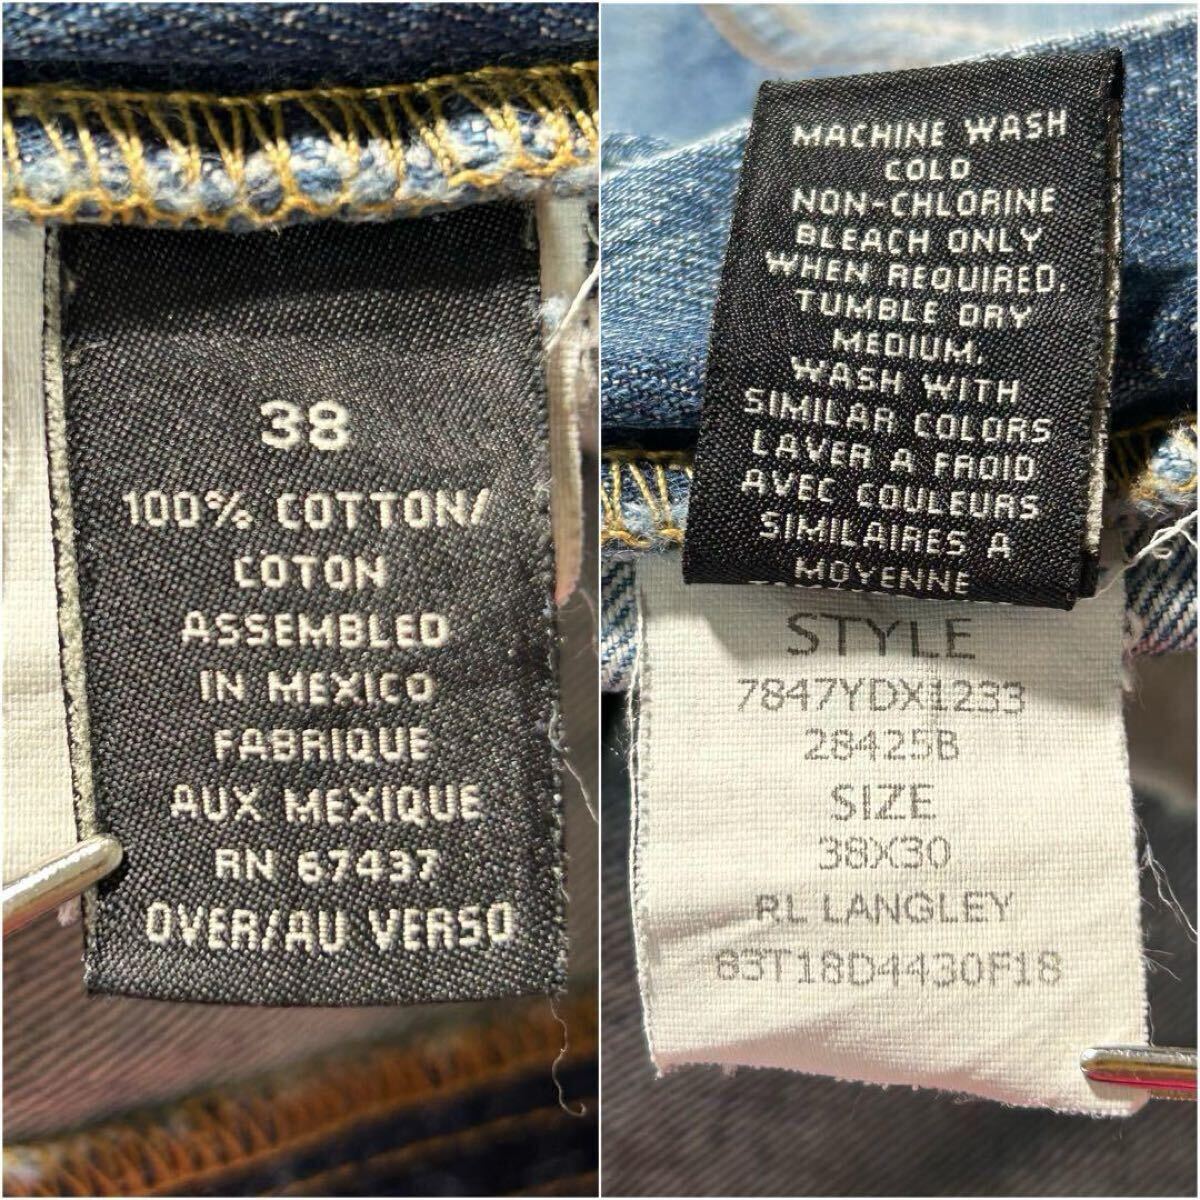 38
100% COTTON/
COTON
ASSEMBLED
IN MEXICO
FABRIQUE
AUX MEXIQUE
RN 67437
OVER/AU VERSO
MACHINE WASH
COLD
NON-CHLORINE
BLEACH ONLY
WHEN REQUIRED.
TUMBLE DRY
MEDIUM.
WASH WITH
SIMILAR COLORS
LAVER A FROID
AVEC COULEURS
SIMILAIRES A
MOYENNE
STYLE
7847YDX1233
28425B
SIZE
38X30
RL LANGLEY
83T18D4430F18